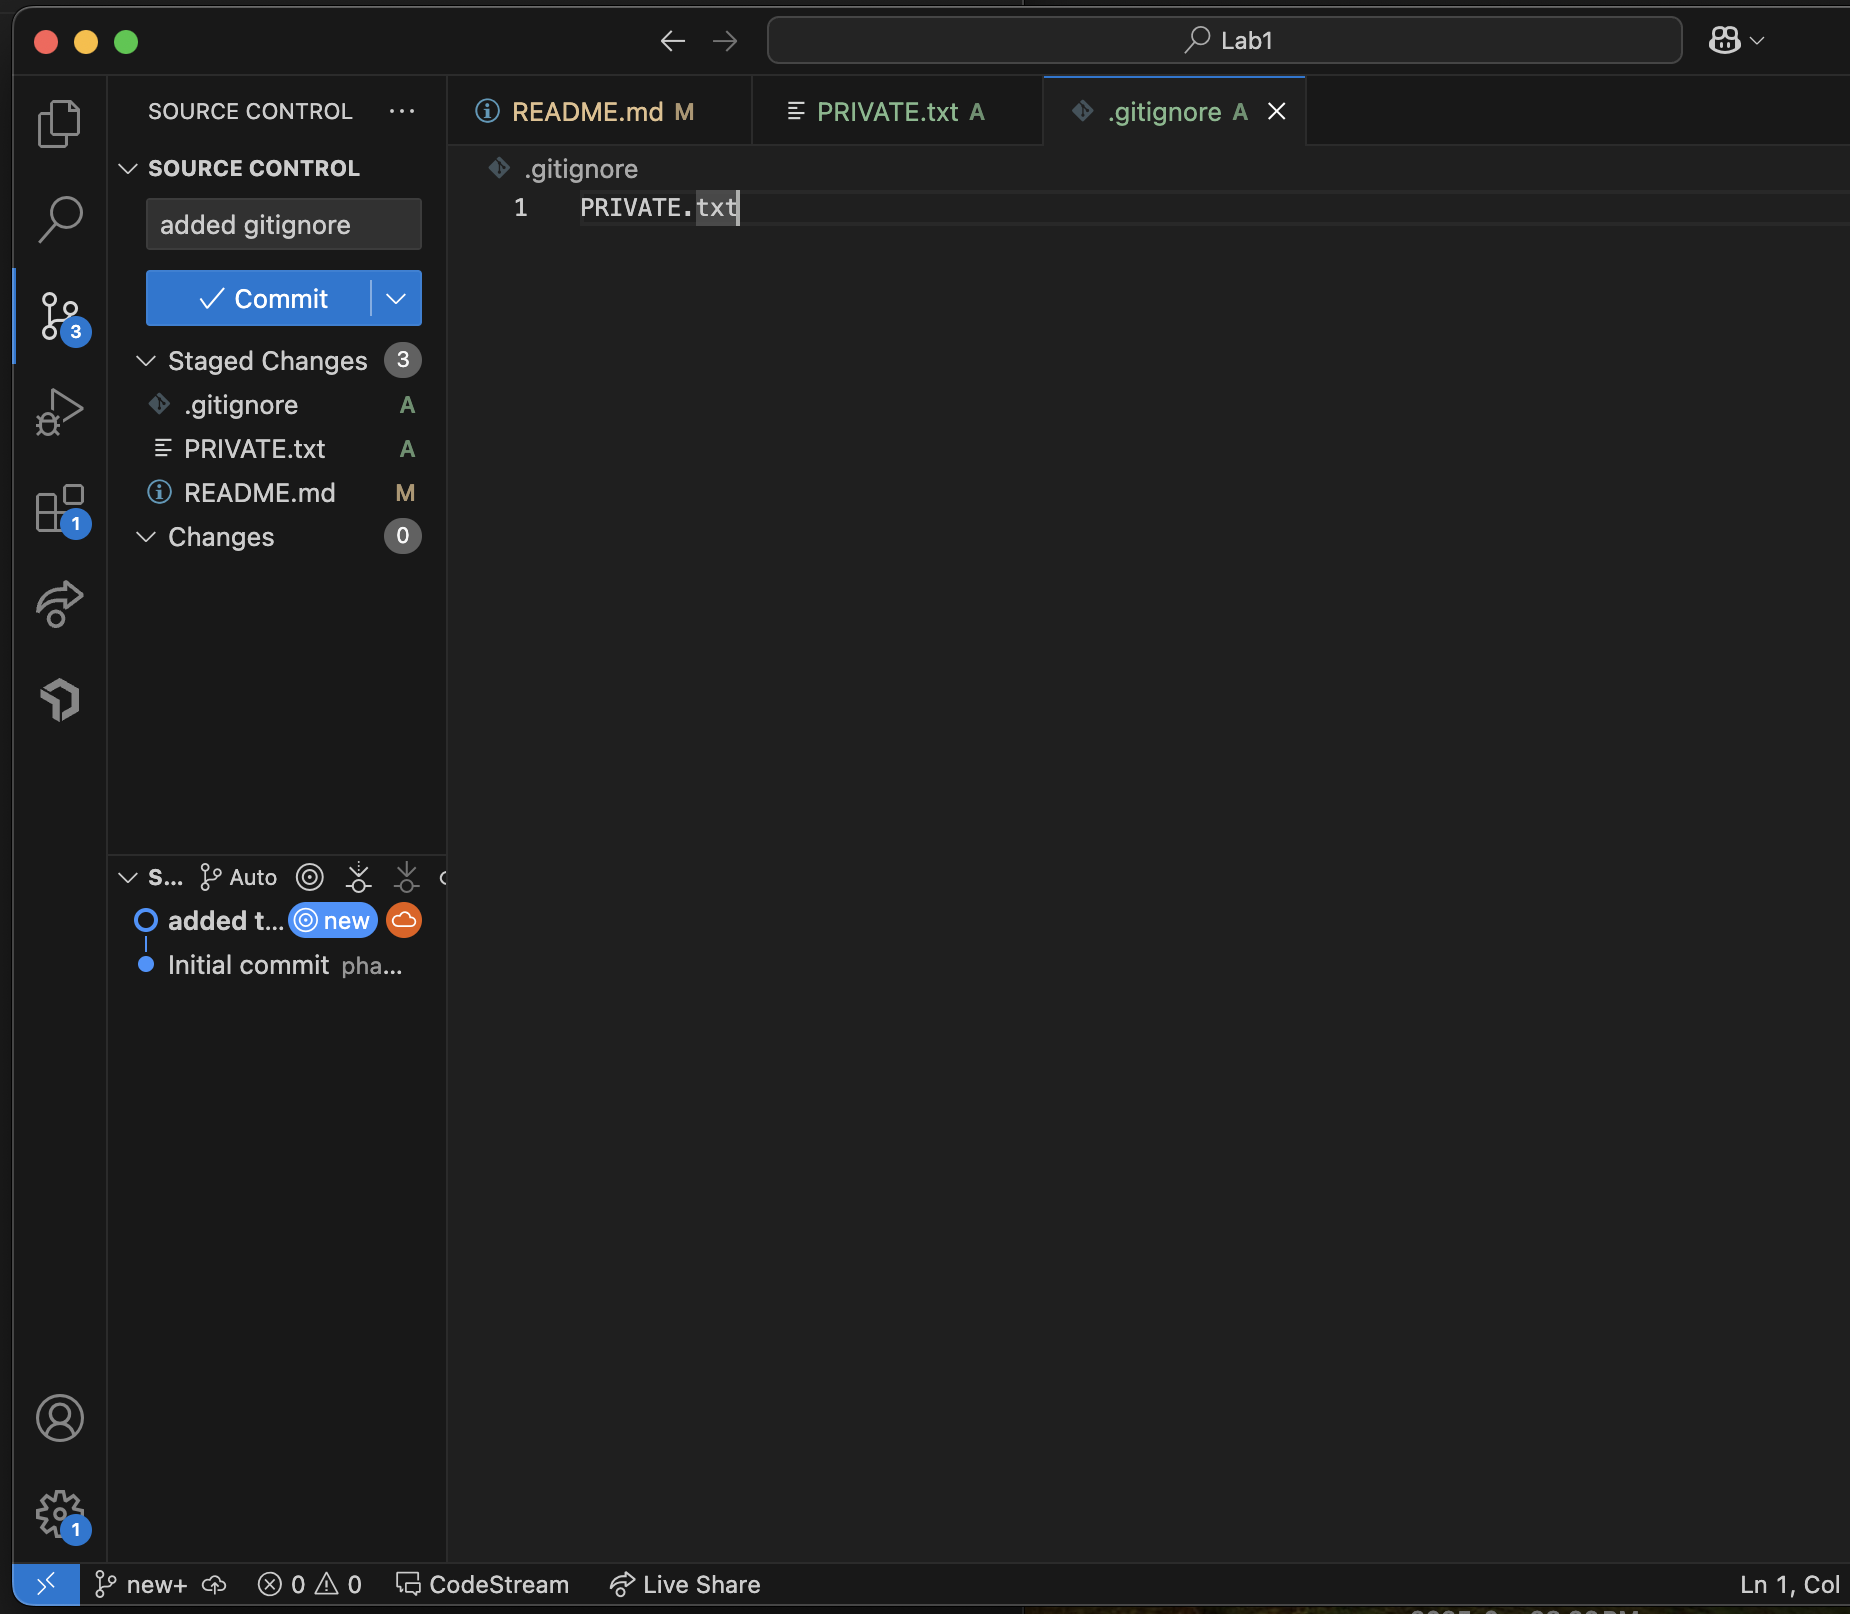 Lab1
SOURCE CONTROL ...
README.md M
PRIVATE.txt A
.gitignore A
SOURCE CONTROL
.gitignore
added gitignore
1 PRIVATE.txt
Commit
3
Staged Changes 3
.gitignore A
PRIVATE.txt A
README.md M
1
Changes 0
S... Auto
added t... new
Initial commit pha...
1
new+ 0 0 CodeStream Live Share Ln 1, Col